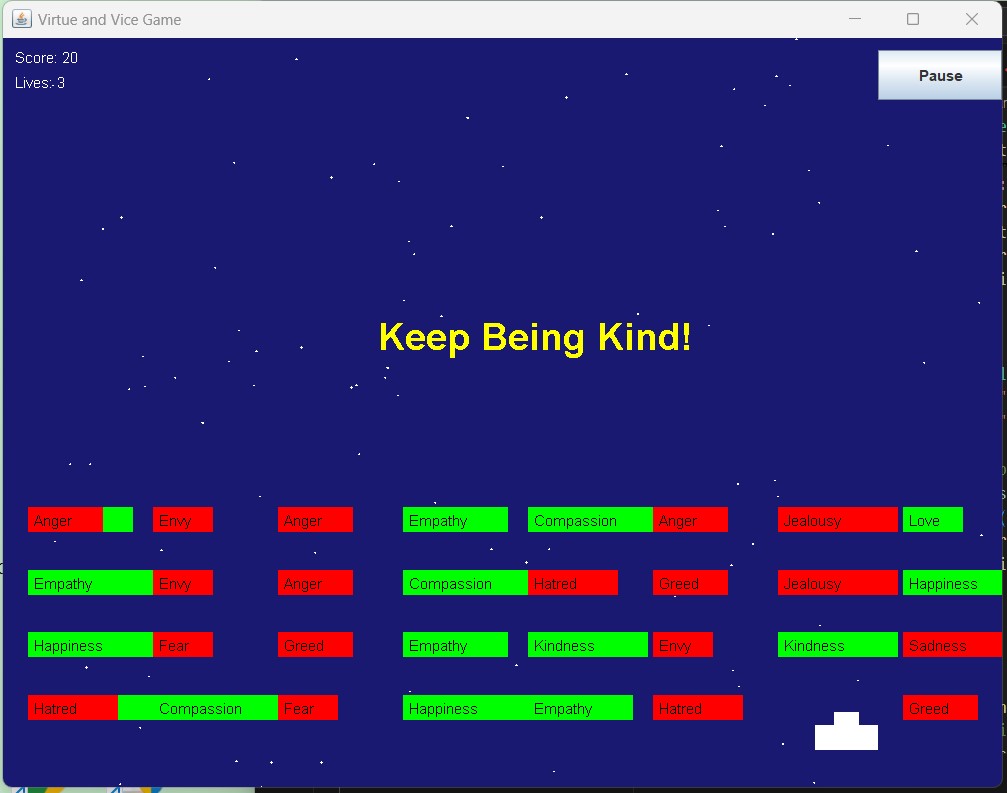 Virtue and Vice Game
Score: 20
Lives: 3
Pause
Keep Being Kind!
Anger Envy Anger Empathy Compassion Anger Jealousy Love
Empathy Envy Anger Compassion Hatred Greed Jealousy Happiness
Happiness Fear Greed Empathy Kindness Envy Kindness Sadness
Hatred Compassion Fear Happiness Empathy Hatred Greed